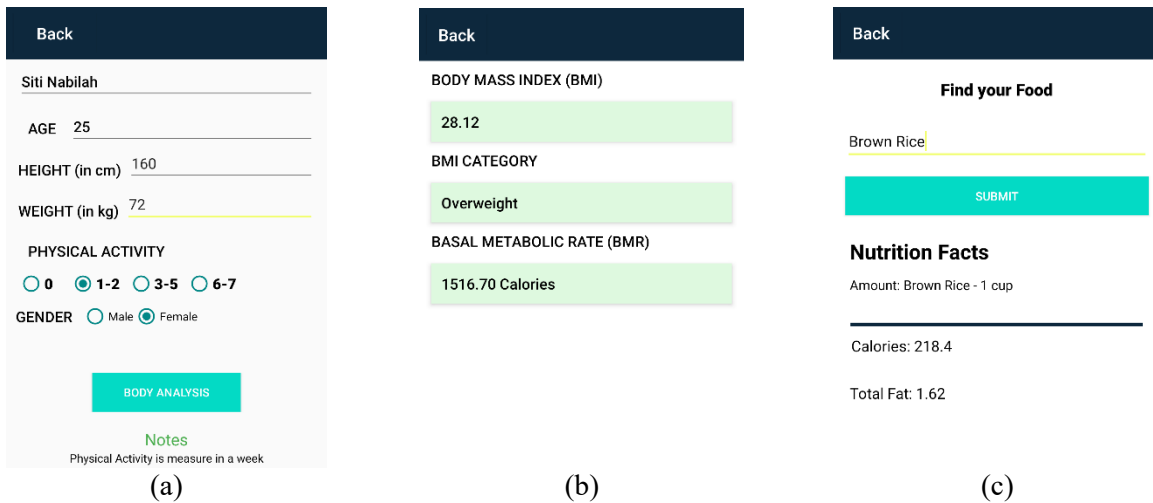 Back
Siti Nabilah
AGE 25
HEIGHT (in cm) 160
WEIGHT (in kg) 72
PHYSICAL ACTIVITY
0 1-2 3-5 6-7
GENDER Male Female
BODY ANALYSIS
Notes
Physical Activity is measure in a week
(a)
Back
BODY MASS INDEX (BMI)
28.12
BMI CATEGORY
Overweight
BASAL METABOLIC RATE (BMR)
1516.70 Calories
(b)
Back
Find your Food
Brown Rice
SUBMIT
Nutrition Facts
Amount: Brown Rice - 1 cup
Calories: 218.4
Total Fat: 1.62
(c)